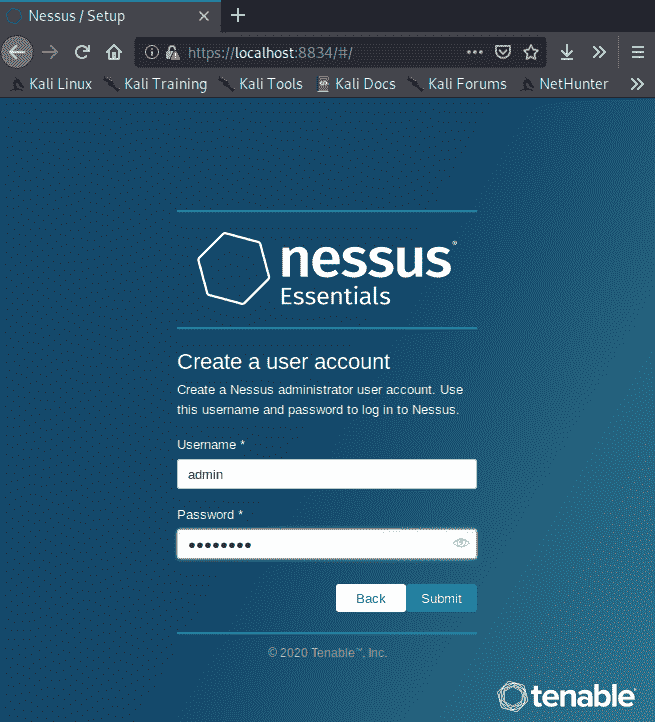 Nessus / Setup
https://localhost:8834/#/
Kali Linux Kali Training Kali Tools Kali Docs Kali Forums NetHunter
nessus®
Essentials
Create a user account
Create a Nessus administrator user account. Use
this username and password to log in to Nessus.
Username *
admin
Password *
••••••••
Back Submit
© 2020 Tenable™, Inc.
tenable®